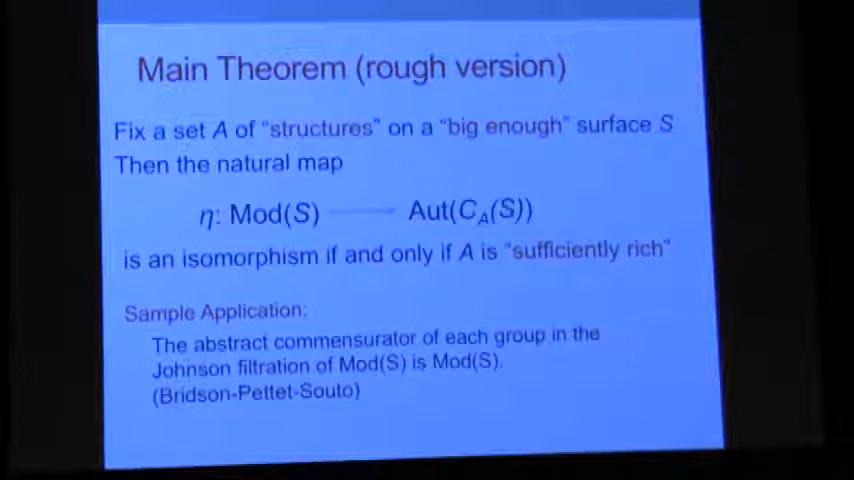 Main Theorem (rough version)
Fix a set A of "structures" on a "big enough" surface S
Then the natural map
η: Mod(S) —— Aut(C_A(S))
is an isomorphism if and only if A is "sufficiently rich"
Sample Application:
The abstract commensurator of each group in the
Johnson filtration of Mod(S) is Mod(S).
(Bridson-Pettet-Souto)